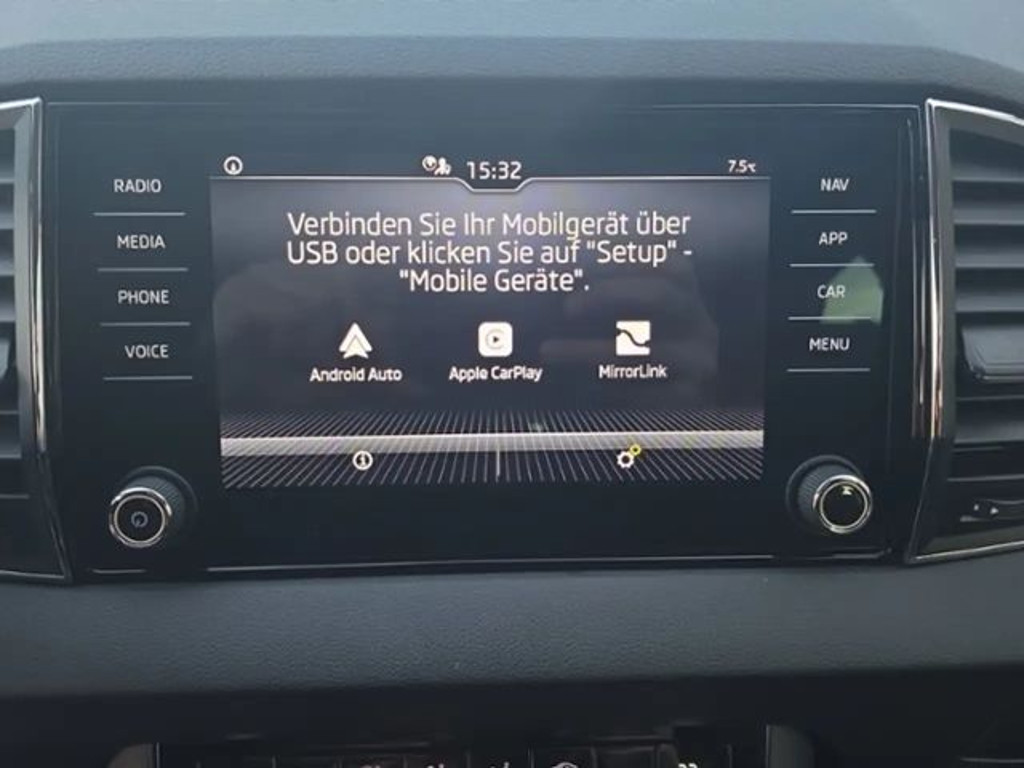 15:32
7.5°C
RADIO
NAV
Verbinden Sie Ihr Mobilgerät über
USB oder klicken Sie auf "Setup" -
"Mobile Geräte".
MEDIA
APP
PHONE
CAR
VOICE
MENU
Android Auto
Apple CarPlay
MirrorLink